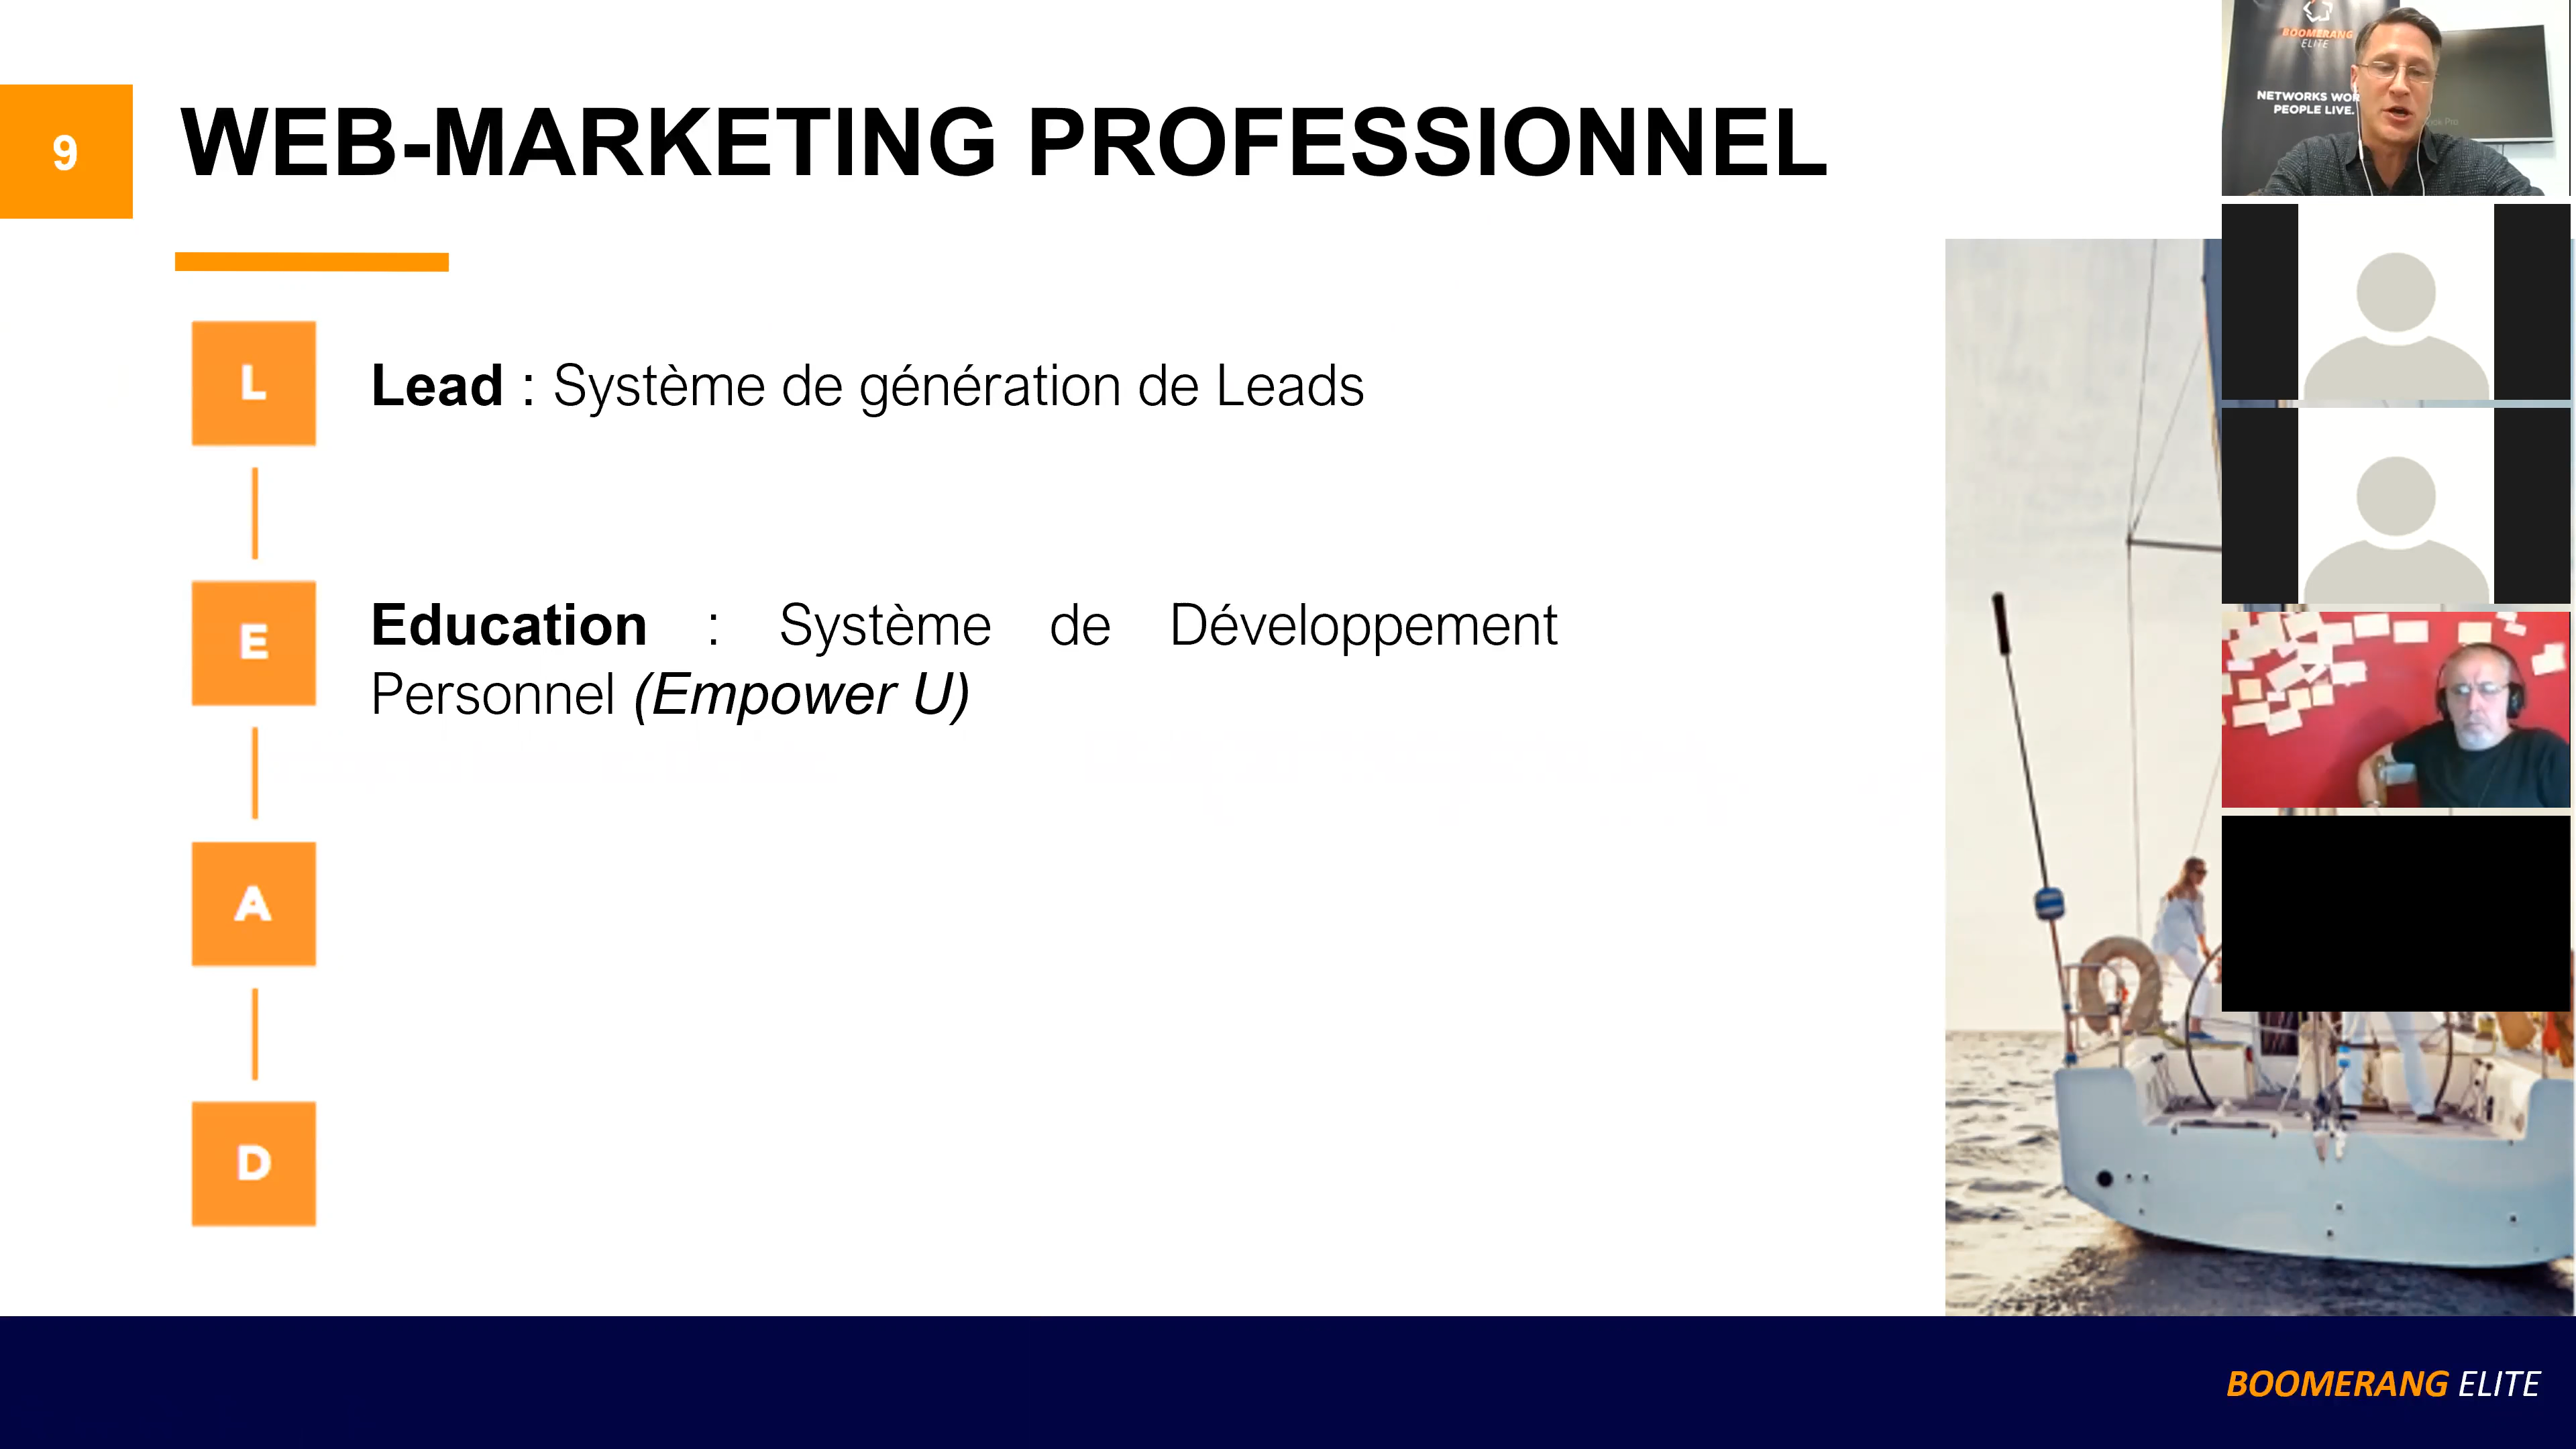 9
WEB-MARKETING PROFESSIONNEL
L
Lead : Système de génération de Leads
E
Education : Système de Développement
Personnel (Empower U)
A
D
BOOMERANG
ELITE
NETWORKS WOR
PEOPLE LIVE.
BOOMERANG ELITE